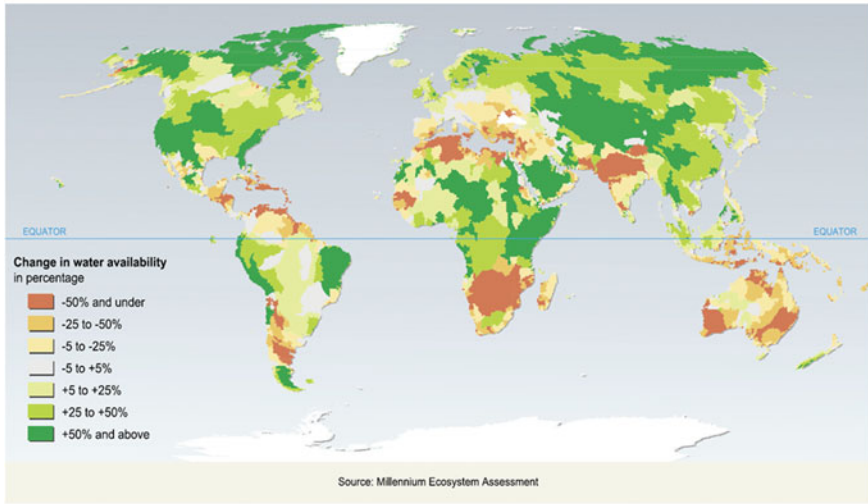 EQUATOR
EQUATOR
Change in water availability
in percentage
-50% and under
-25 to -50%
-5 to -25%
-5 to +5%
+5 to +25%
+25 to +50%
+50% and above
Source: Millennium Ecosystem Assessment